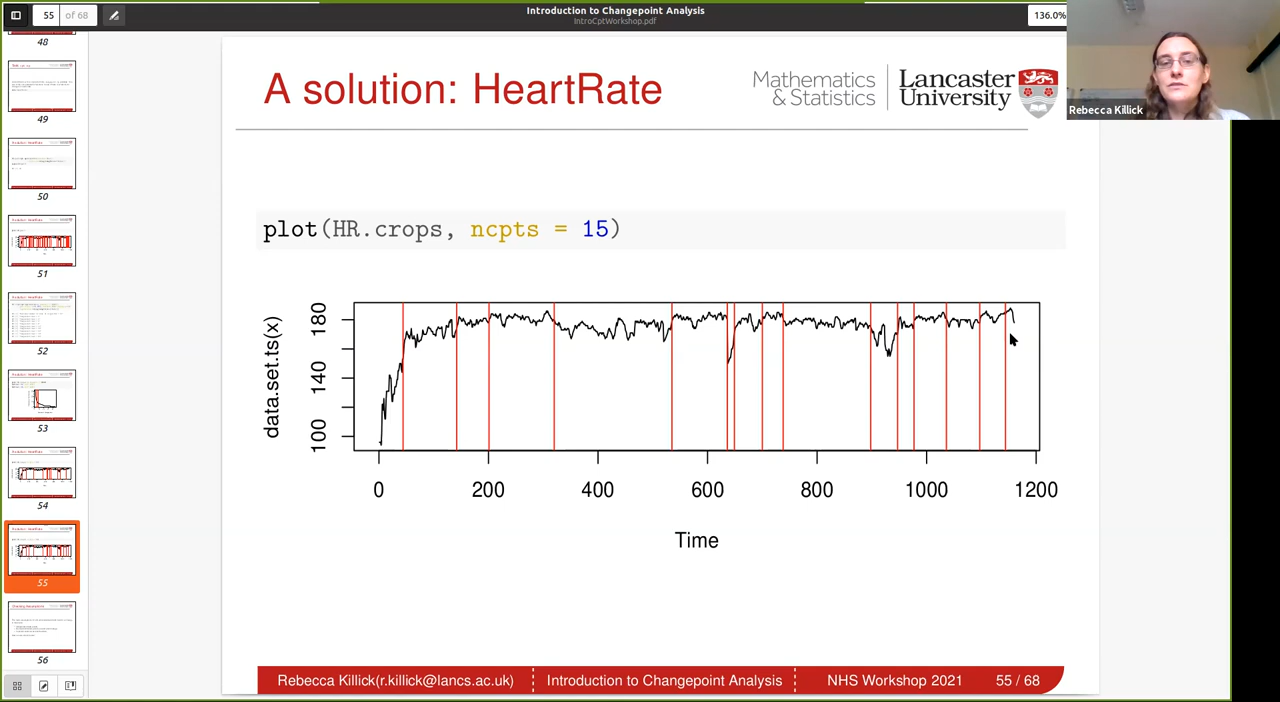 55 of 68
Introduction to Changepoint Analysis
IntroCptWorkshop.pdf
136.0%
Rebecca Killick
48
49
50
51
52
53
54
55
56
A solution: HeartRate
Mathematics
& Statistics
Lancaster
University
plot(HR.crops, ncpts = 15)
data.set.ts(x)
180
140
100
0 200 400 600 800 1000 1200
Time
Rebecca Killick(r.killick@lancs.ac.uk) Introduction to Changepoint Analysis NHS Workshop 2021 55 / 68